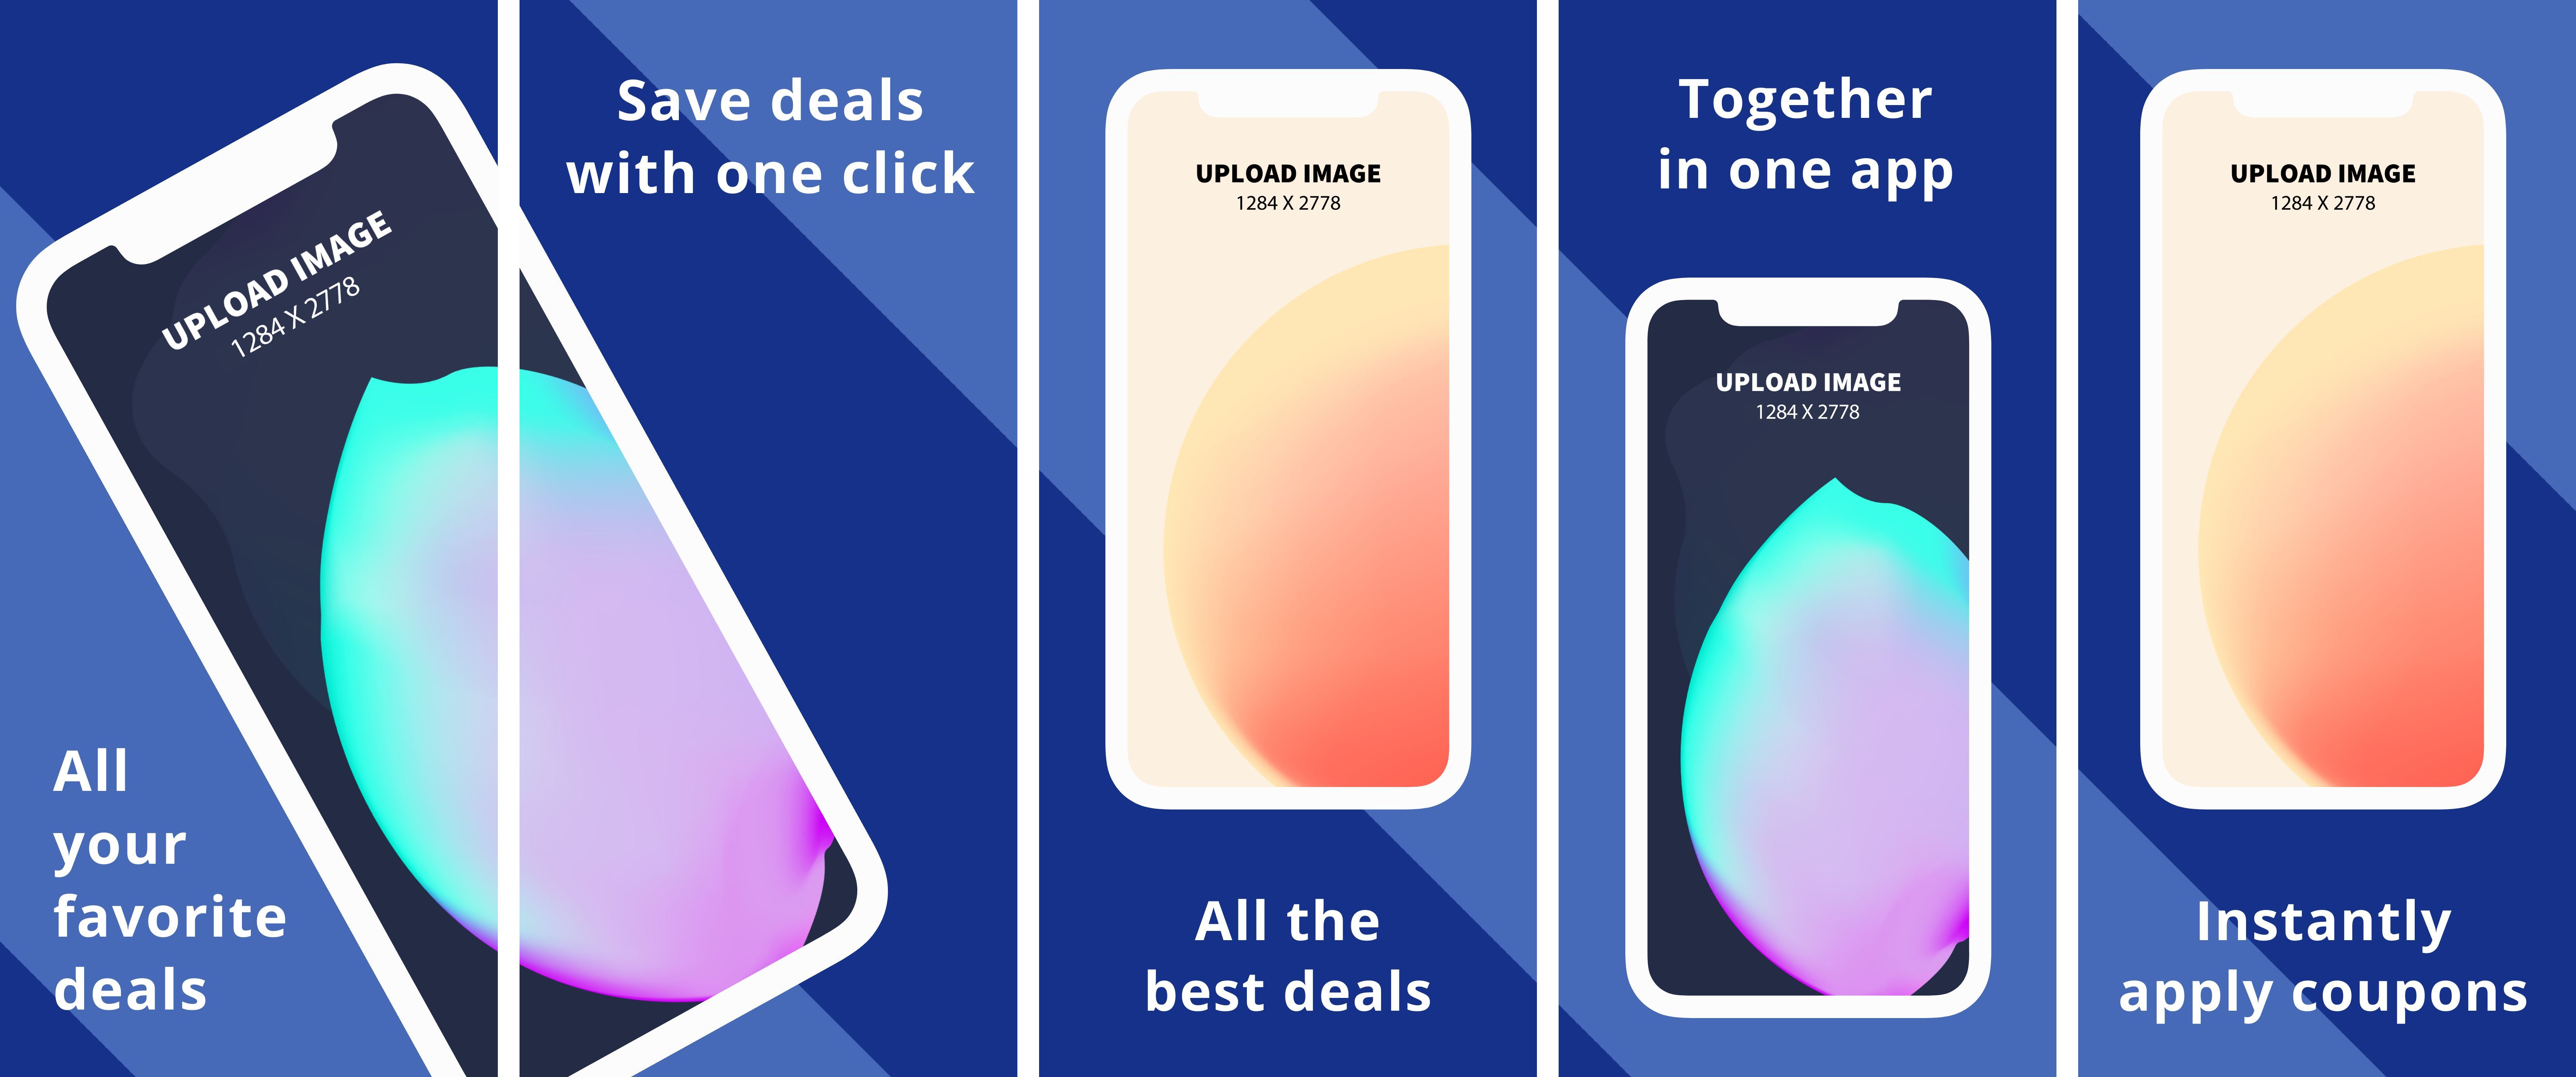 UPLOAD IMAGE
1284 X 2778
All
your
favorite
deals
Save deals
with one click
UPLOAD IMAGE
1284 X 2778
All the
best deals
Together
in one app
UPLOAD IMAGE
1284 X 2778
UPLOAD IMAGE
1284 X 2778
Instantly
apply coupons